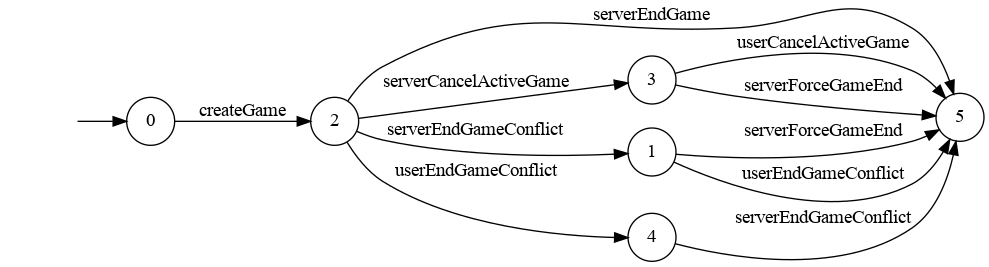 serverEndGame
userCancelActiveGame
serverCancelActiveGame
3
serverForceGameEnd
createGame
0
2
5
serverEndGameConflict
serverForceGameEnd
1
userEndGameConflict
userEndGameConflict
serverEndGameConflict
4